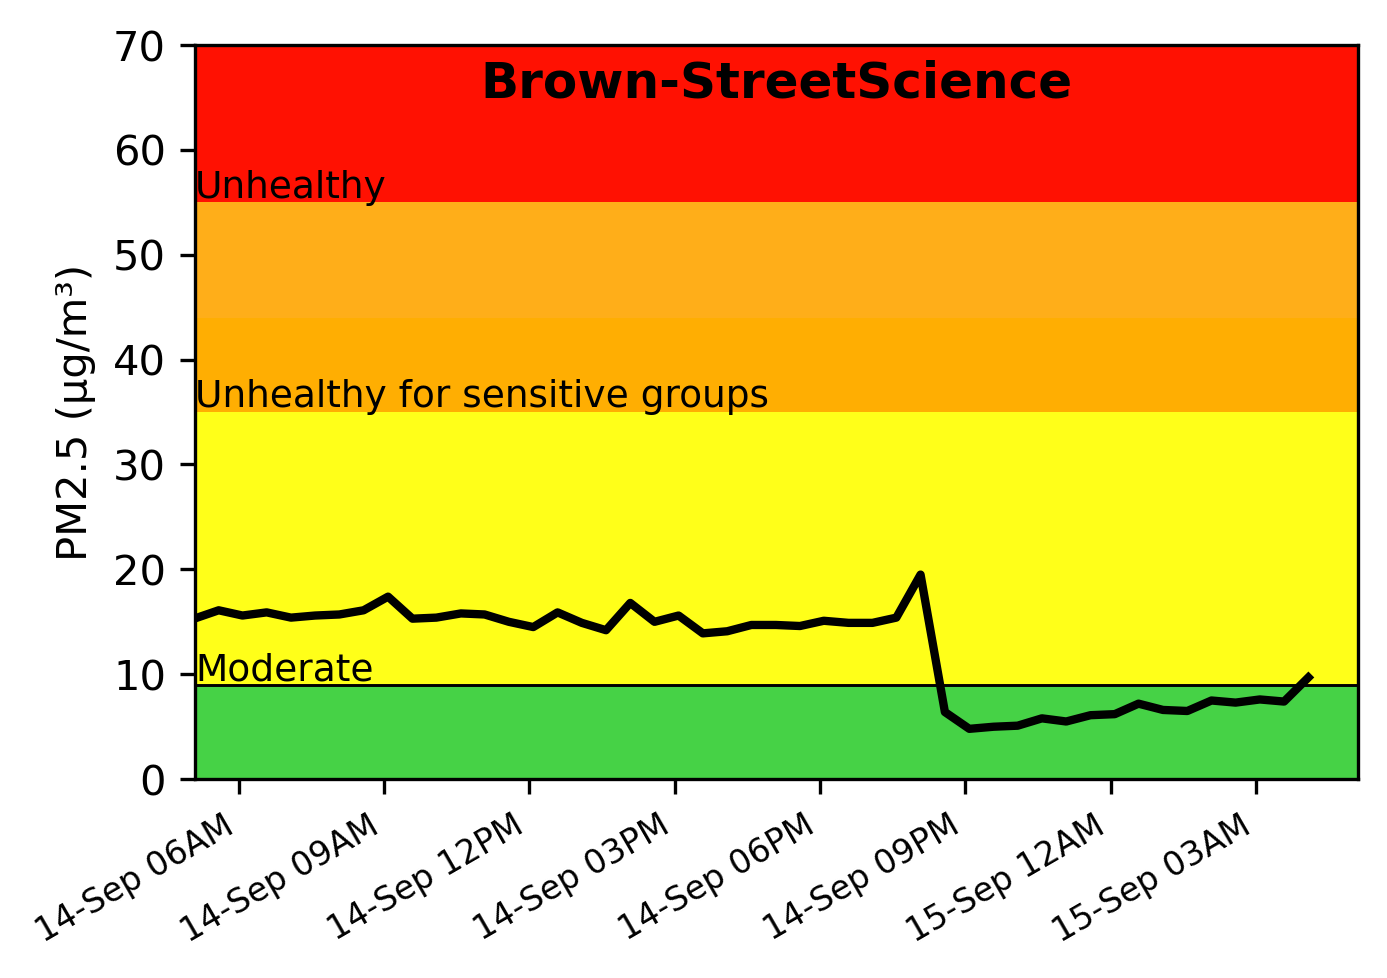 Brown-StreetScience
PM2.5 (µg/m³)
70
60
Unhealthy
50
40
Unhealthy for sensitive groups
30
20
Moderate
10
0
14-Sep 06AM
14-Sep 09AM
14-Sep 12PM
14-Sep 03PM
14-Sep 06PM
14-Sep 09PM
15-Sep 12AM
15-Sep 03AM